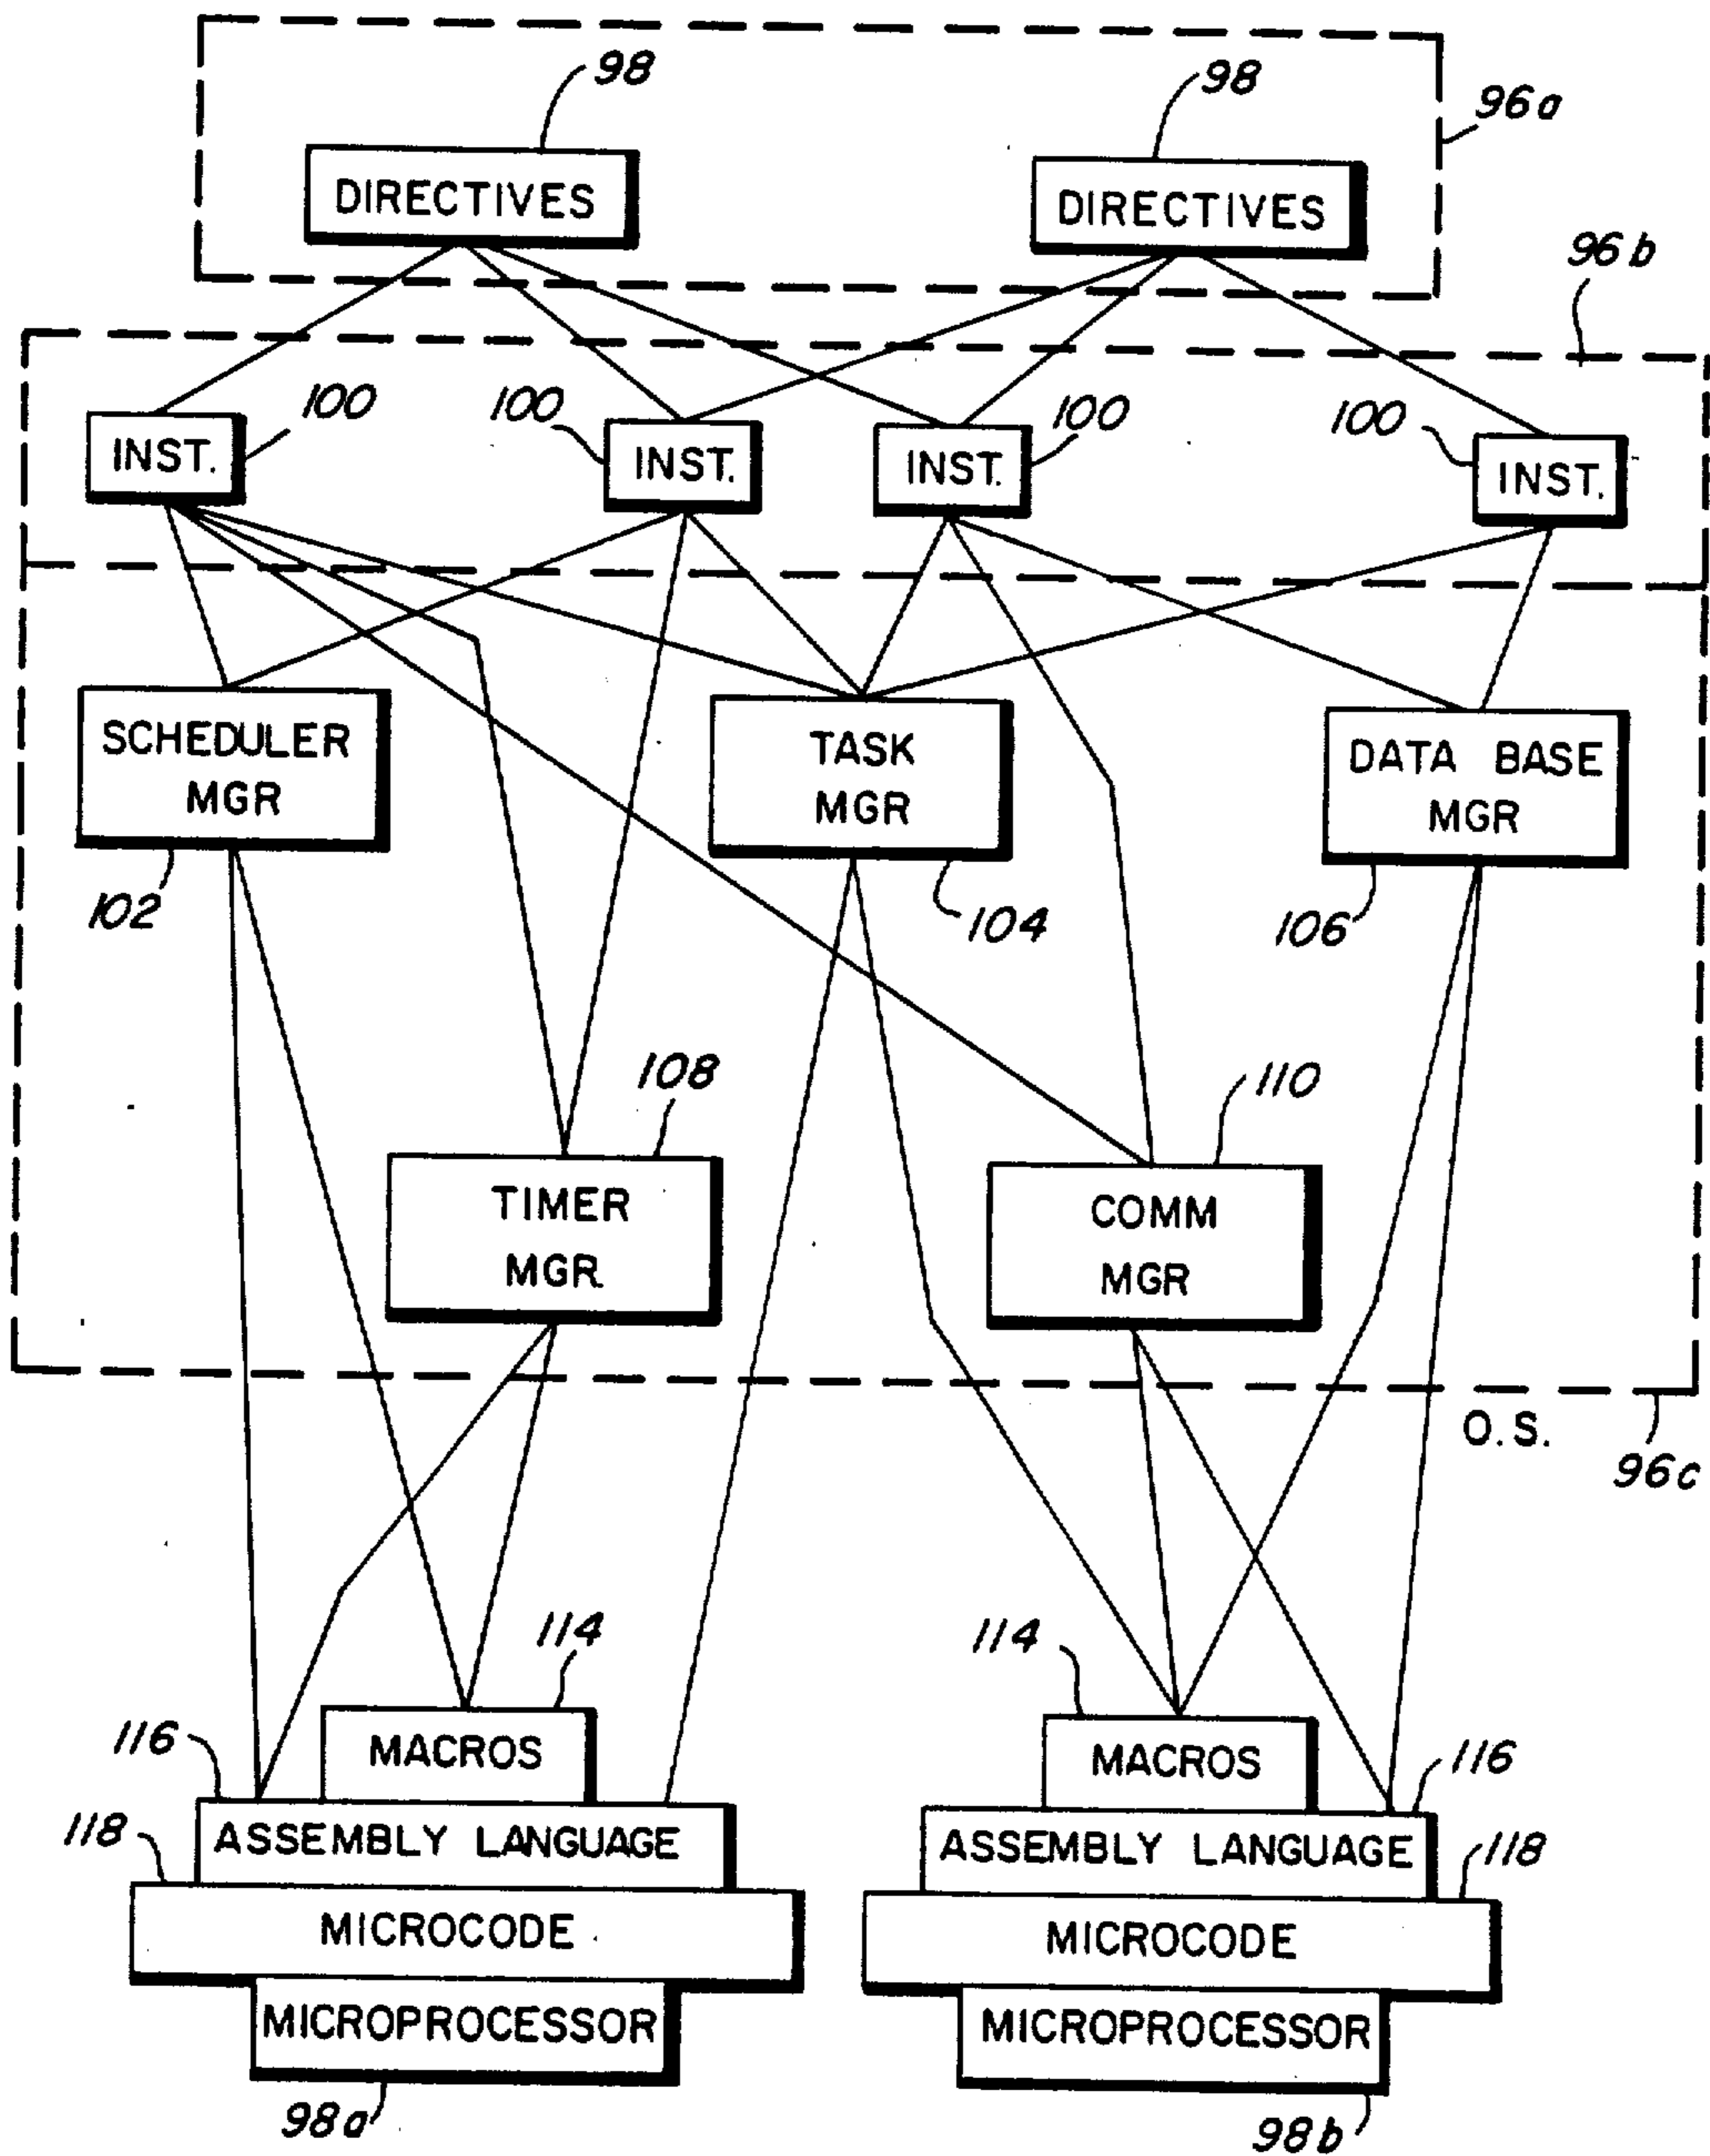 98
98
96a
DIRECTIVES
DIRECTIVES
96b
100
100
100
100
INST.
INST.
INST.
INST.
SCHEDULER
MGR
TASK
MGR
DATA BASE
MGR
102
104
106
108
110
TIMER
MGR.
COMM
MGR
O.S.
96c
114
114
116
MACROS
MACROS
116
118
ASSEMBLY LANGUAGE
ASSEMBLY LANGUAGE
118
MICROCODE
MICROCODE
MICROPROCESSOR
MICROPROCESSOR
98a
98b